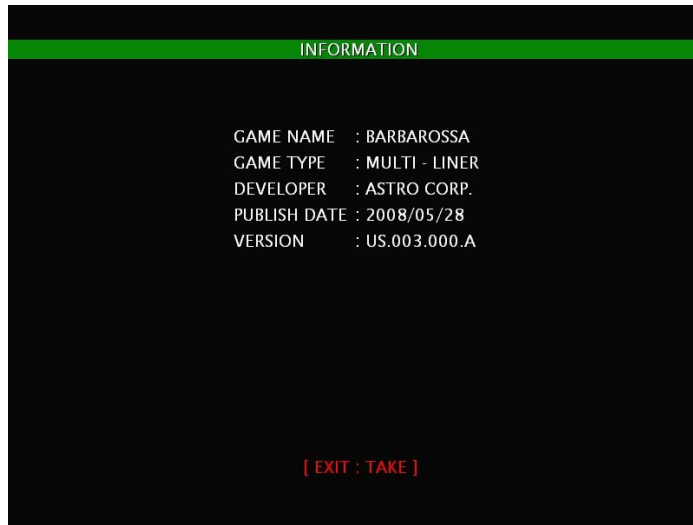 INFORMATION
GAME NAME : BARBAROSSA
GAME TYPE : MULTI - LINER
DEVELOPER : ASTRO CORP.
PUBLISH DATE : 2008/05/28
VERSION : US.003.000.A
[ EXIT : TAKE ]